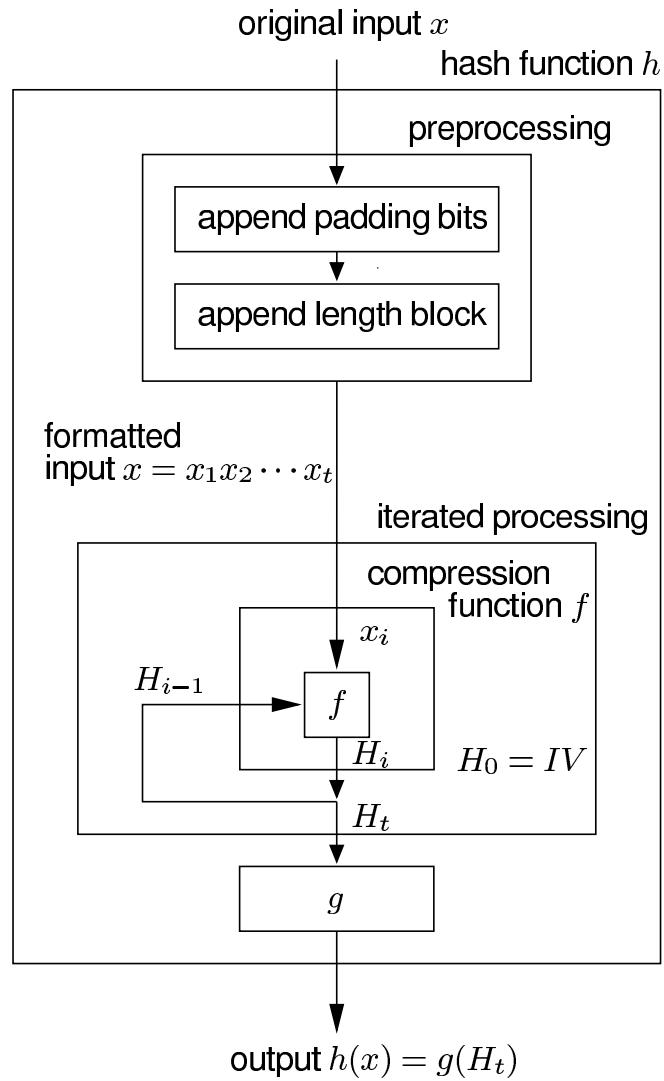 original input x
hash function h
preprocessing
append padding bits
append length block
formatted
input x = x₁x₂ ⋯ xₜ
iterated processing
compression
function f
xᵢ
Hᵢ₋₁
f
Hᵢ
H₀ = IV
Hₜ
g
output h(x) = g(Hₜ)